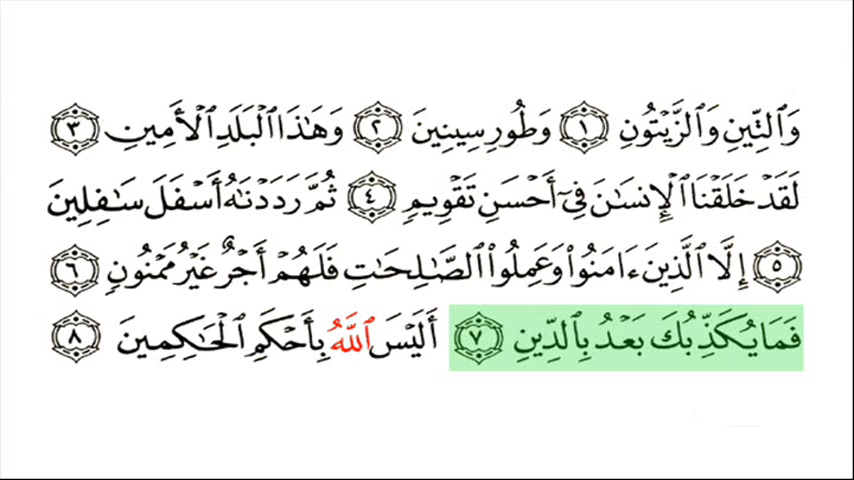 وَٱلتِّينِ وَٱلزَّيْتُونِ ١ وَطُورِ سِينِينَ ٢ وَهَـٰذَا ٱلْبَلَدِ ٱلْأَمِينِ ٣
لَقَدْ خَلَقْنَا ٱلْإِنسَـٰنَ فِىٓ أَحْسَنِ تَقْوِيمٍ ٤ ثُمَّ رَدَدْنَـٰهُ أَسْفَلَ سَـٰفِلِينَ
٥ إِلَّا ٱلَّذِينَ ءَامَنُوا۟ وَعَمِلُوا۟ ٱلصَّـٰلِحَـٰتِ فَلَهُمْ أَجْرٌ غَيْرُ مَمْنُونٍ ٦
فَمَا يُكَذِّبُكَ بَعْدُ بِٱلدِّينِ ٧ أَلَيْسَ ٱللَّهُ بِأَحْكَمِ ٱلْحَـٰكِمِينَ ٨